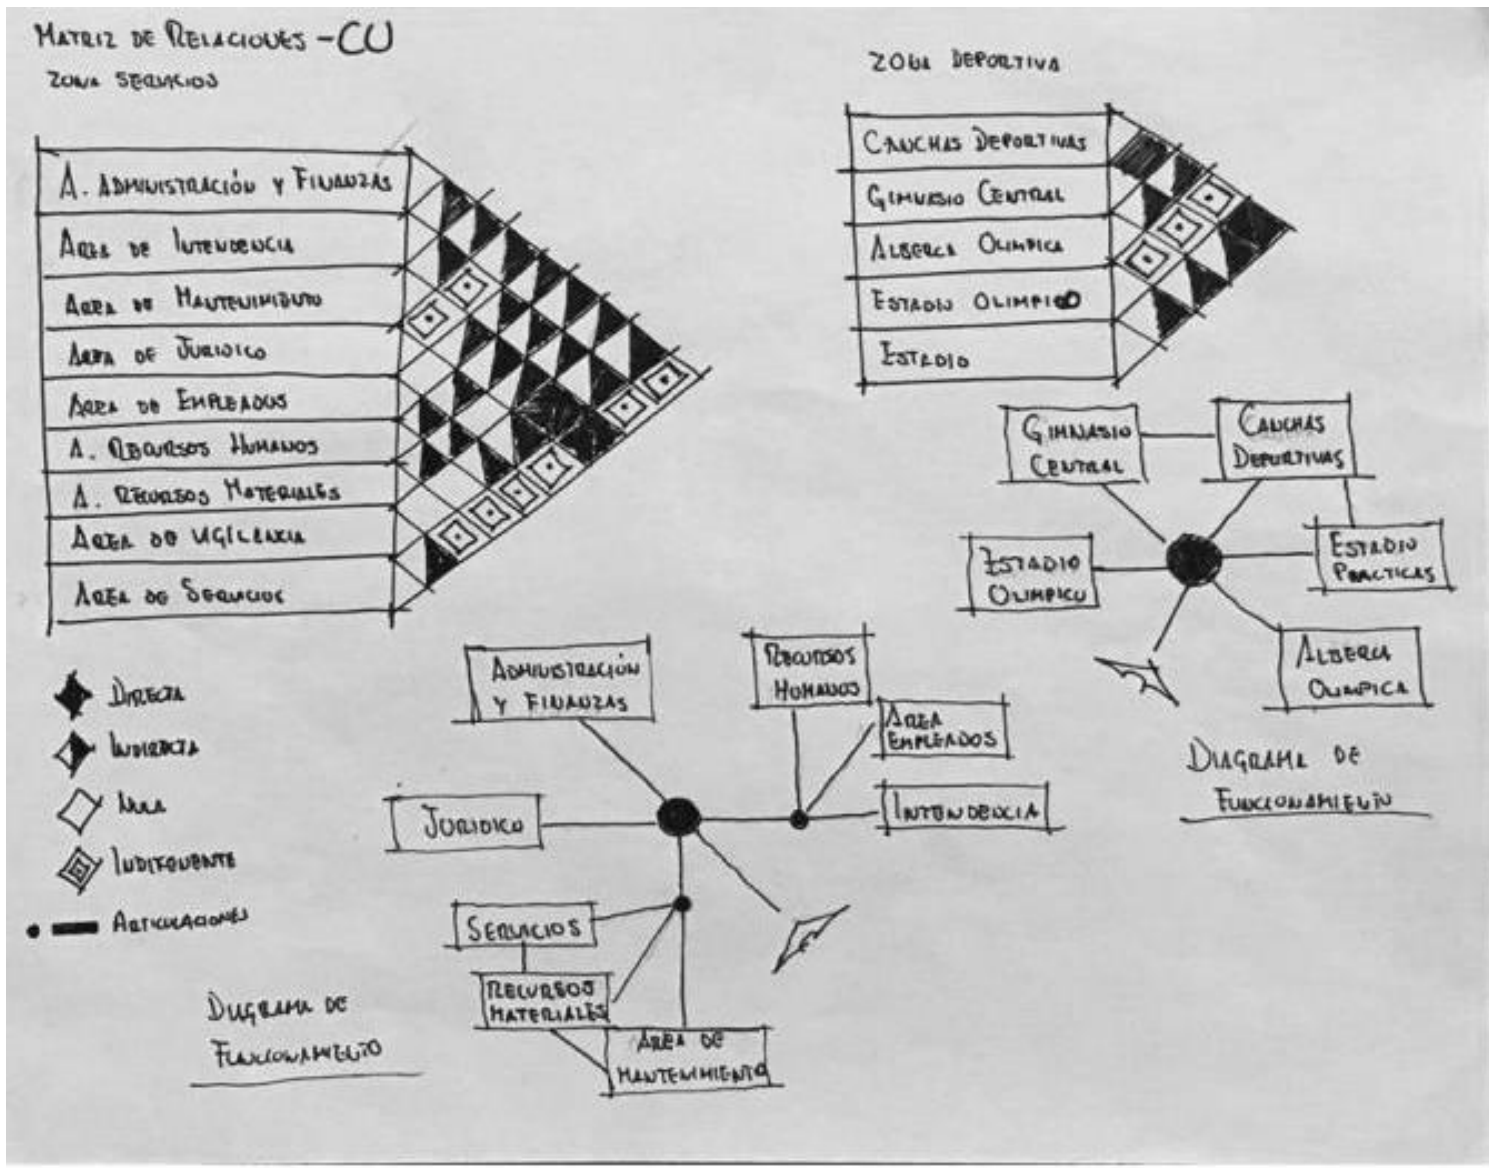 MATRIZ DE RELACIONES - CU
ZONA SERVICIOS
A. ADMINISTRACIÓN Y FINANZAS
AREA DE INTENDENCIA
AREA DE MANTENIMIENTO
AREA DE JURIDICO
AREA DE EMPLEADOS
A. RECURSOS HUMANOS
A. RECURSOS MATERIALES
AREA DE VIGILANCIA
AREA DE SERVICIOS
DIRECTA
INDIRECTA
NULA
INDIFERENTE
ARTICULACIONES
DIAGRAMA DE
FUNCIONAMIENTO
ZONA DEPORTIVA
CANCHAS DEPORTIVAS
GIMNASIO CENTRAL
ALBERCA OLIMPICA
ESTADIO OLIMPICO
ESTADIO
GIMNASIO
CENTRAL
CANCHAS
DEPORTIVAS
ESTADIO
OLIMPICO
ESTADIO
PRACTICAS
ALBERCA
OLIMPICA
DIAGRAMA DE
FUNCIONAMIENTO
ADMINISTRACIÓN
Y FINANZAS
RECURSOS
HUMANOS
AREA
EMPLEADOS
JURIDICO
INTENDENCIA
SERVICIOS
RECURSOS
MATERIALES
AREA DE
MANTENIMIENTO